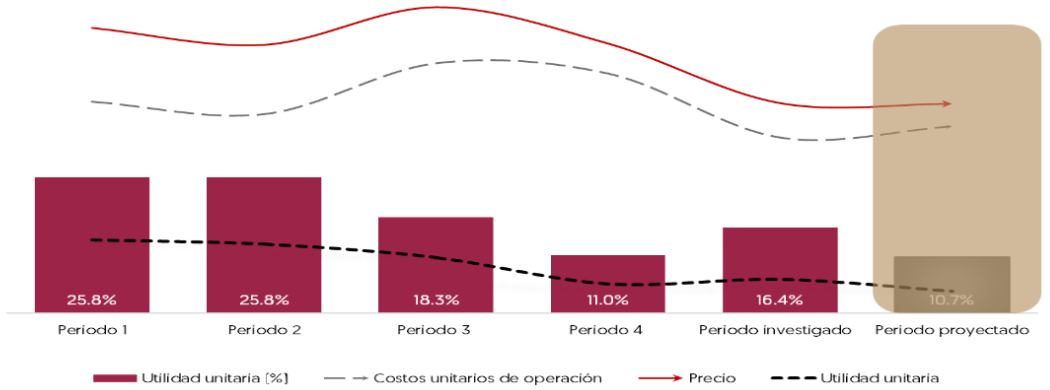 25.8% 25.8% 18.3% 11.0% 16.4% 10.7%
Periodo 1 Periodo 2 Periodo 3 Periodo 4 Periodo investigado Periodo proyectado
Utilidad unitaria [%] Costos unitarios de operación Precio Utilidad unitaria